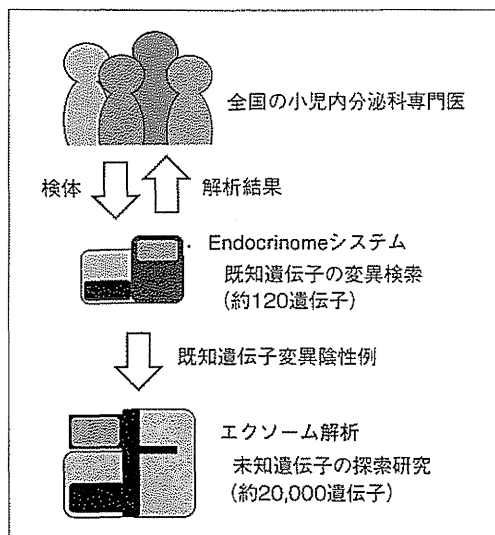 全国の小児内分泌科専門医
検体
解析結果
Endocrinomeシステム
既知遺伝子の変異検索
(約120遺伝子)
既知遺伝子変異陰性例
エクソーム解析
未知遺伝子の探索研究
(約20,000遺伝子)